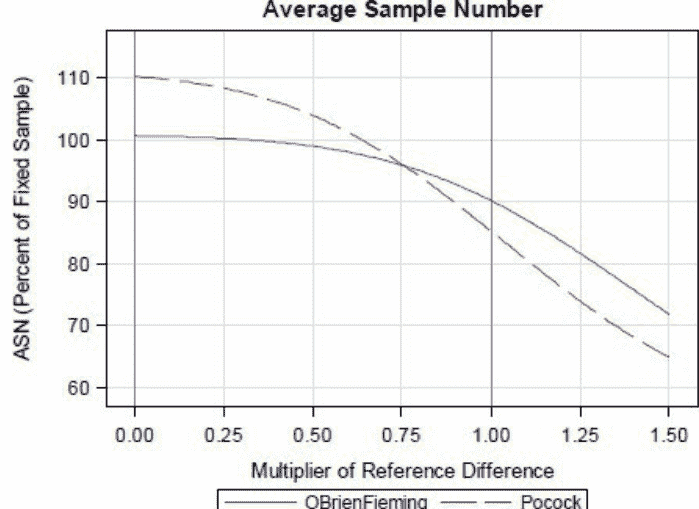 Average Sample Number
ASN (Percent of Fixed Sample)
110
100
90
80
70
60
0.00 0.25 0.50 0.75 1.00 1.25 1.50
Multiplier of Reference Difference
OBrienFleming Pocock